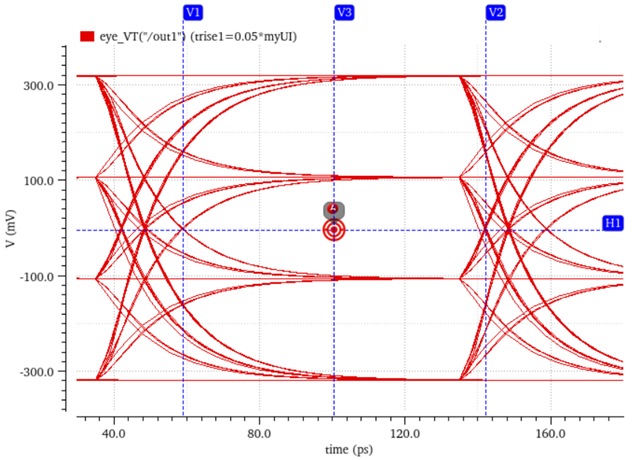 V1 V3 V2
eye_VT("/out1") (trise1=0.05*myUI)
300.0
100.0
H1
-100.0
-300.0
V (mV)
40.0 80.0 120.0 160.0
time (ps)